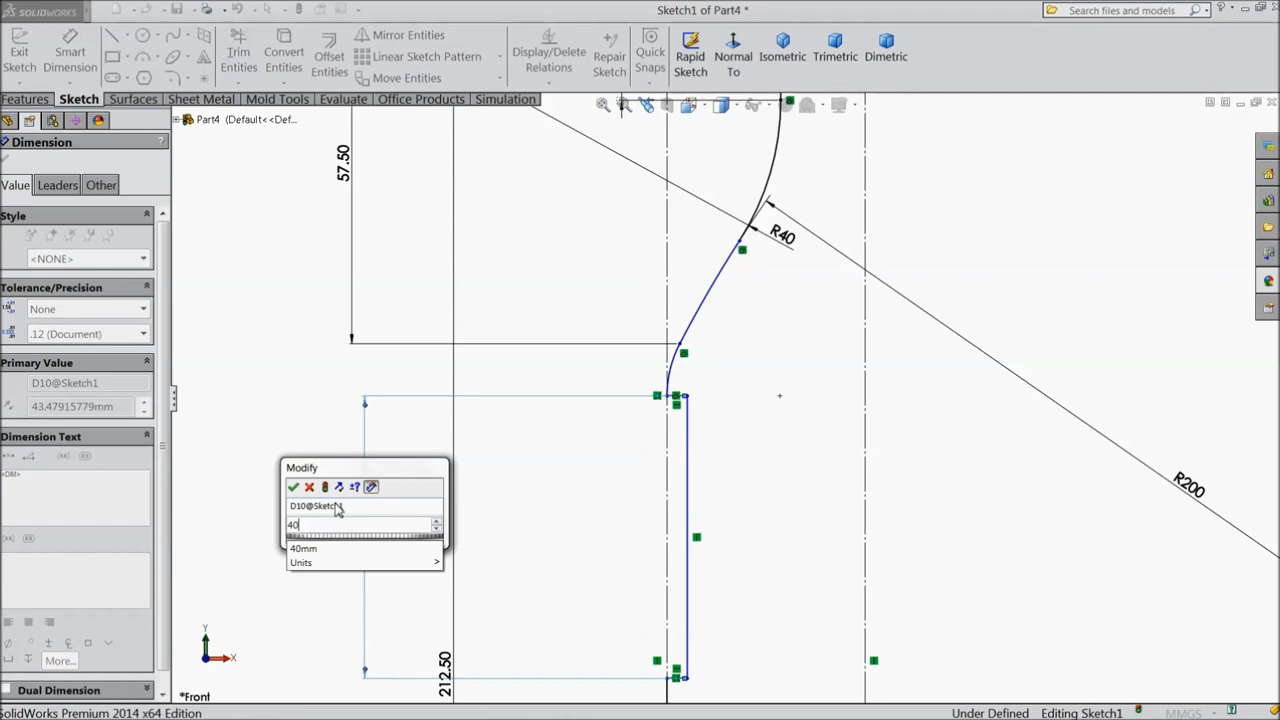 SOLIDWORKS
Sketch1 of Part4 *
Search files and models
Exit Sketch
Smart Dimension
Trim Entities
Convert Entities
Offset Entities
Mirror Entities
Linear Sketch Pattern
Move Entities
Display/Delete Relations
Repair Sketch
Quick Snaps
Rapid Sketch
Normal To
Isometric
Trimetric
Dimetric
Features
Sketch
Surfaces
Sheet Metal
Mold Tools
Evaluate
Office Products
Simulation
Part4 (Default<<Def...
Dimension
?
Value
Leaders
Other
Style
<NONE>
Tolerance/Precision
None
.12 (Document)
Primary Value
D10@Sketch1
43.47915779mm
Dimension Text
<DIM>
More...
Dual Dimension
57.50
R40
R200
212.50
Modify
D10@Sketch1
40
40mm
Units
Y
X
*Front
SolidWorks Premium 2014 x64 Edition
Under Defined
Editing Sketch1
MMGS